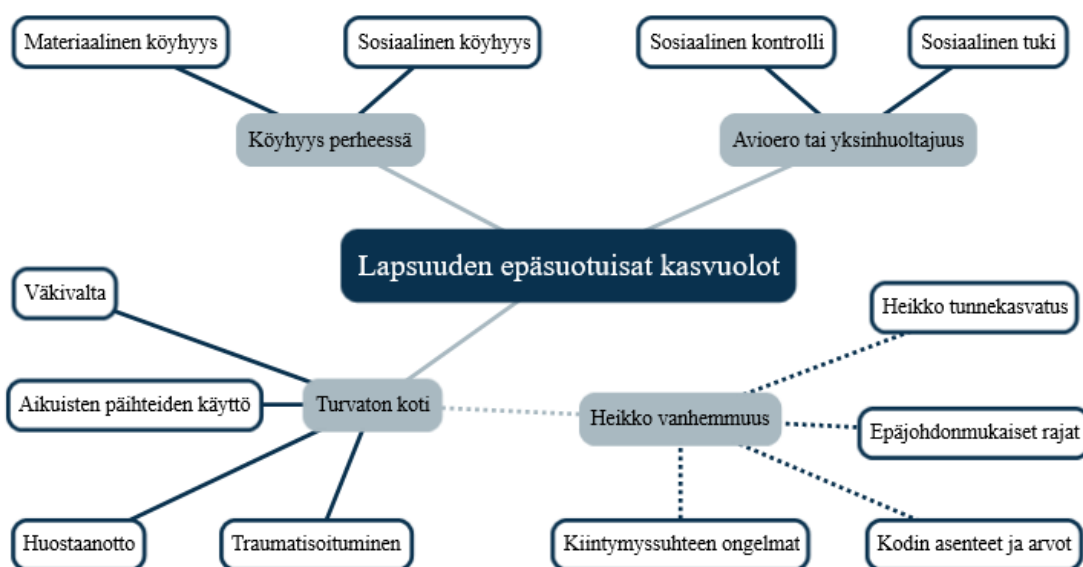 Materiaalinen köyhyys
Sosiaalinen köyhyys
Sosiaalinen kontrolli
Sosiaalinen tuki
Köyhyys perheessä
Avioero tai yksinhuoltajuus
Lapsuuden epäsuotuisat kasvuolot
Väkivalta
Heikko tunnekasvatus
Aikuisten päihteiden käyttö
Turvaton koti
Heikko vanhemmuus
Epäjohdonmukaiset rajat
Huostaanotto
Traumatisoituminen
Kiintymyssuhteen ongelmat
Kodin asenteet ja arvot